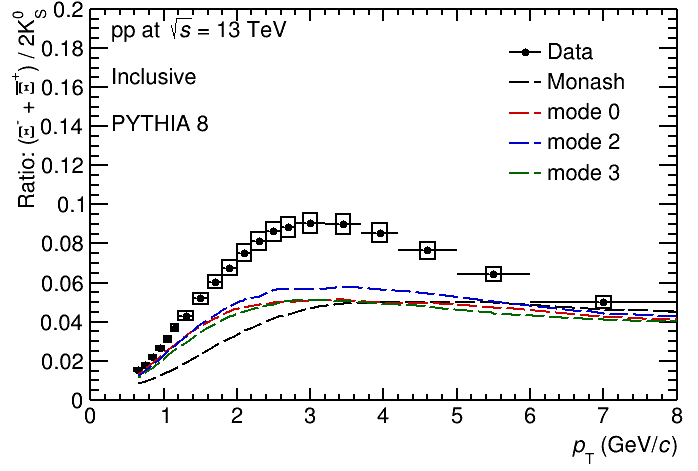 Ratio: (Ξ⁻ + Ξ̅⁺) / 2K⁰S
0.2
0.18
0.16
0.14
0.12
0.1
0.08
0.06
0.04
0.02
0
pp at √s = 13 TeV
Inclusive
PYTHIA 8
Data
Monash
mode 0
mode 2
mode 3
0 1 2 3 4 5 6 7 8
pT (GeV/c)